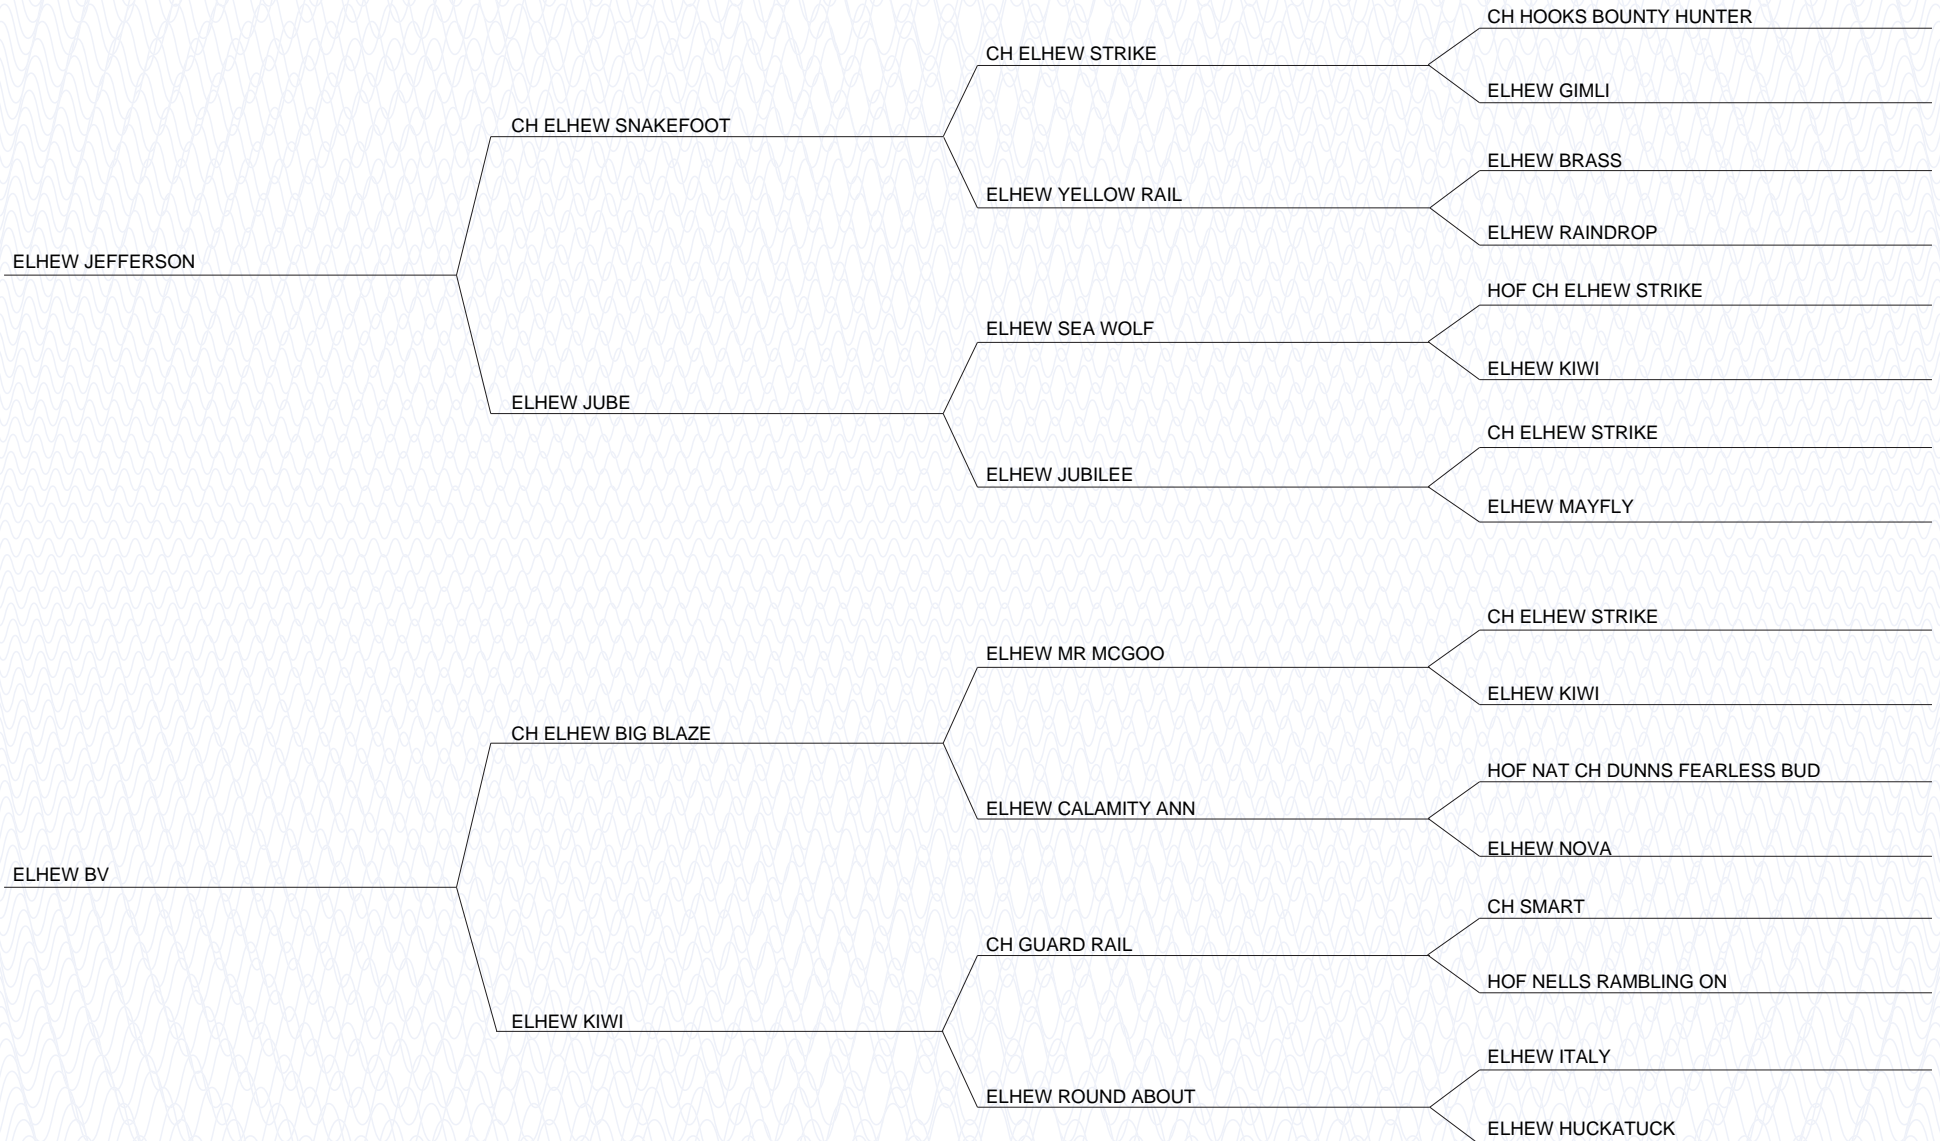 CH HOOKS BOUNTY HUNTER
CH ELHEW STRIKE
ELHEW GIMLI
CH ELHEW SNAKEFOOT
ELHEW BRASS
ELHEW YELLOW RAIL
ELHEW RAINDROP
ELHEW JEFFERSON
HOF CH ELHEW STRIKE
ELHEW SEA WOLF
ELHEW KIWI
ELHEW JUBE
CH ELHEW STRIKE
ELHEW JUBILEE
ELHEW MAYFLY
CH ELHEW STRIKE
ELHEW MR MCGOO
ELHEW KIWI
CH ELHEW BIG BLAZE
HOF NAT CH DUNNS FEARLESS BUD
ELHEW CALAMITY ANN
ELHEW NOVA
ELHEW BV
CH SMART
CH GUARD RAIL
HOF NELLS RAMBLING ON
ELHEW KIWI
ELHEW ITALY
ELHEW ROUND ABOUT
ELHEW HUCKATUCK